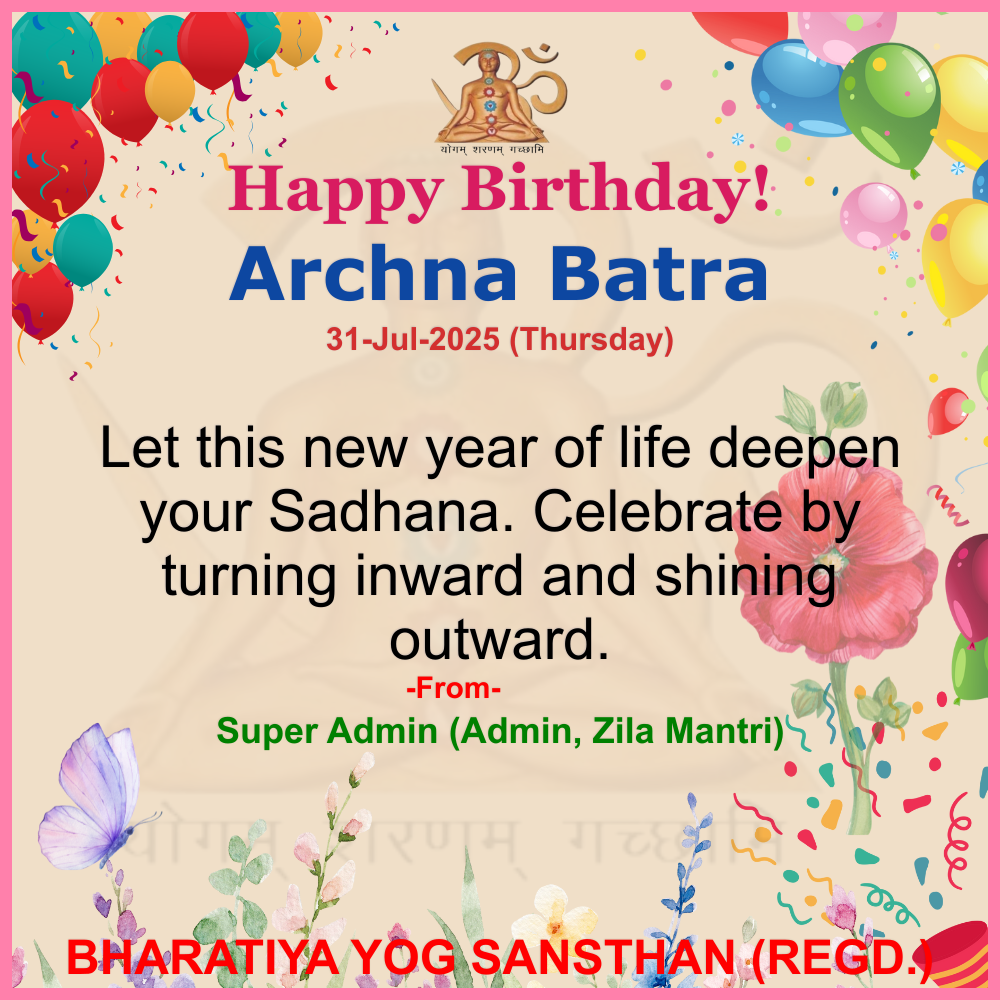 योगम् शरणम् गच्छामि
Happy Birthday!
Archna Batra
31-Jul-2025 (Thursday)
Let this new year of life deepen
your Sadhana. Celebrate by
turning inward and shining
outward.
-From-
Super Admin (Admin, Zila Mantri)
योगम् शरणम् गच्छामि
BHARATIYA YOG SANSTHAN (REGD.)